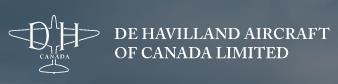 DH
CANADA
DE HAVILLAND AIRCRAFT
OF CANADA LIMITED